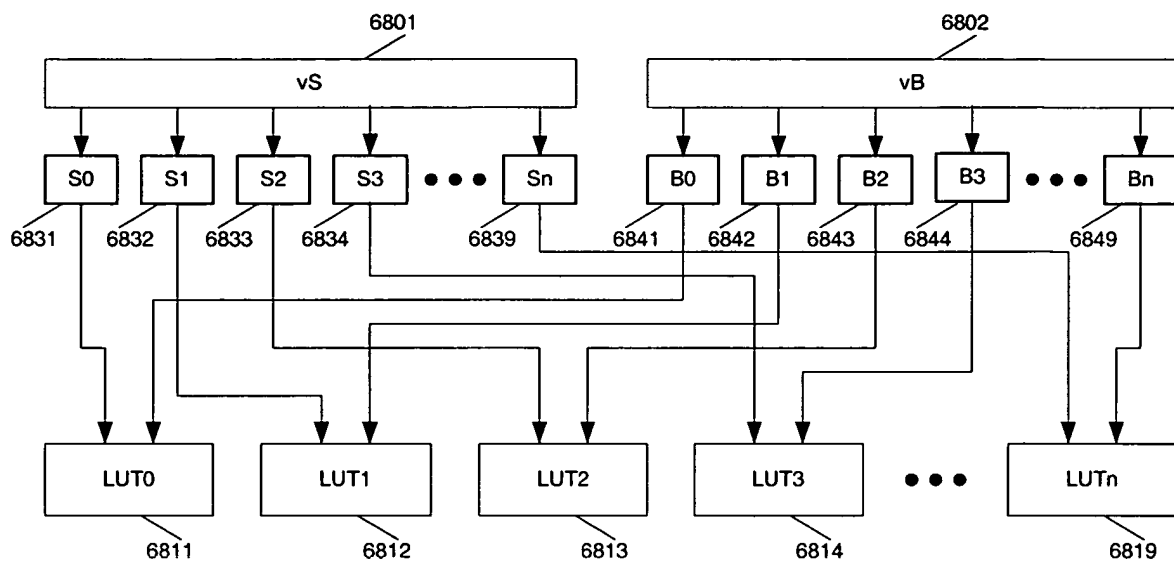 6801 6802
vS vB
S0 S1 S2 S3 Sn B0 B1 B2 B3 Bn
6831 6832 6833 6834 6839 6841 6842 6843 6844 6849
LUT0 LUT1 LUT2 LUT3 LUTn
6811 6812 6813 6814 6819